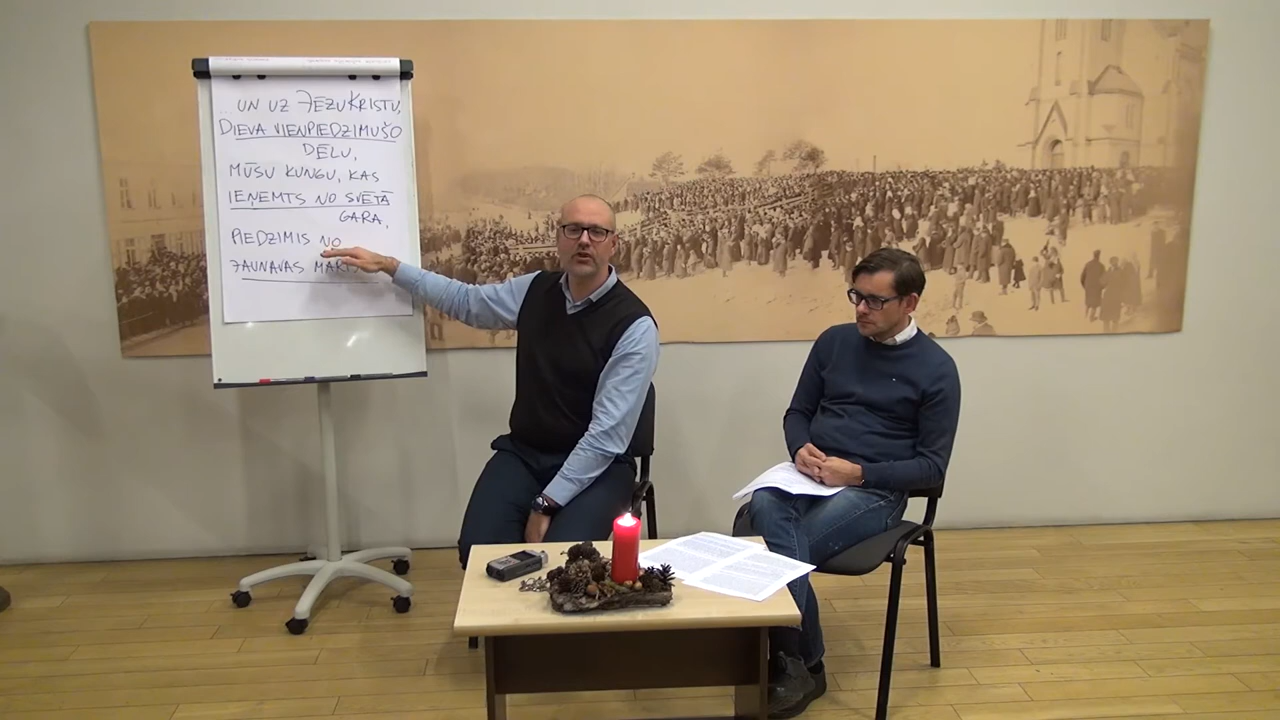 ... UN UZ JĒZU KRISTU,
DIEVA VIENPIEDZIMUŠO
DĒLU,
MŪSU KUNGU, KAS
IEŅEMTS NO SVĒTĀ
GARA,
PIEDZIMIS NO
JAUNAVAS